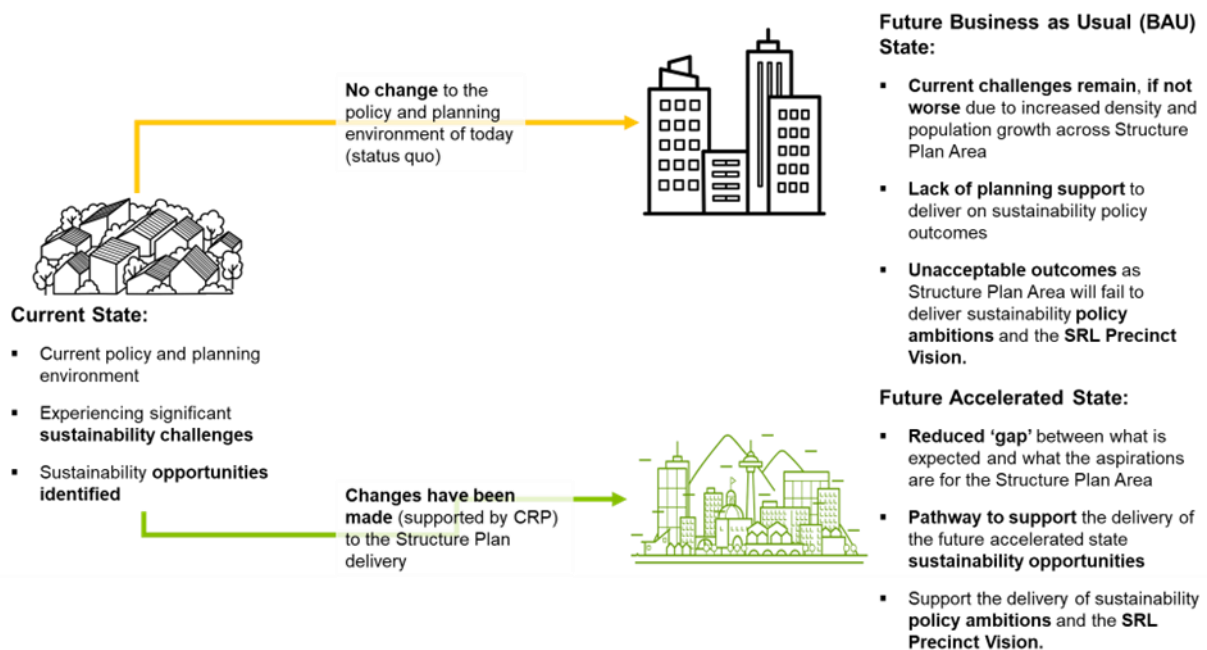 Current State:
▪ Current policy and planning
environment
▪ Experiencing significant
sustainability challenges
▪ Sustainability opportunities
identified
No change to the
policy and planning
environment of today
(status quo)
Changes have been
made (supported by CRP)
to the Structure Plan
delivery
Future Business as Usual (BAU)
State:
▪ Current challenges remain, if not
worse due to increased density and
population growth across Structure
Plan Area
▪ Lack of planning support to
deliver on sustainability policy
outcomes
▪ Unacceptable outcomes as
Structure Plan Area will fail to
deliver sustainability policy
ambitions and the SRL Precinct
Vision.
Future Accelerated State:
▪ Reduced ‘gap’ between what is
expected and what the aspirations
are for the Structure Plan Area
▪ Pathway to support the delivery of
the future accelerated state
sustainability opportunities
▪ Support the delivery of sustainability
policy ambitions and the SRL
Precinct Vision.